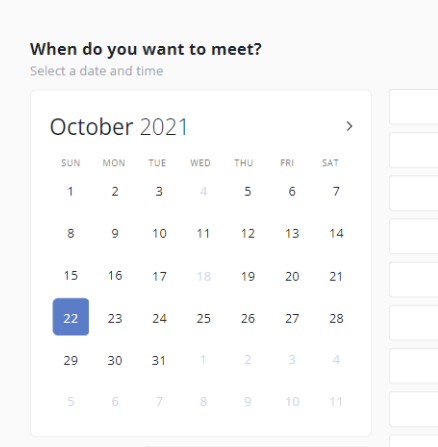 When do you want to meet?
Select a date and time
October 2021
SUN MON TUE WED THU FRI SAT
1 2 3 4 5 6 7
8 9 10 11 12 13 14
15 16 17 18 19 20 21
22 23 24 25 26 27 28
29 30 31 1 2 3 4
5 6 7 8 9 10 11